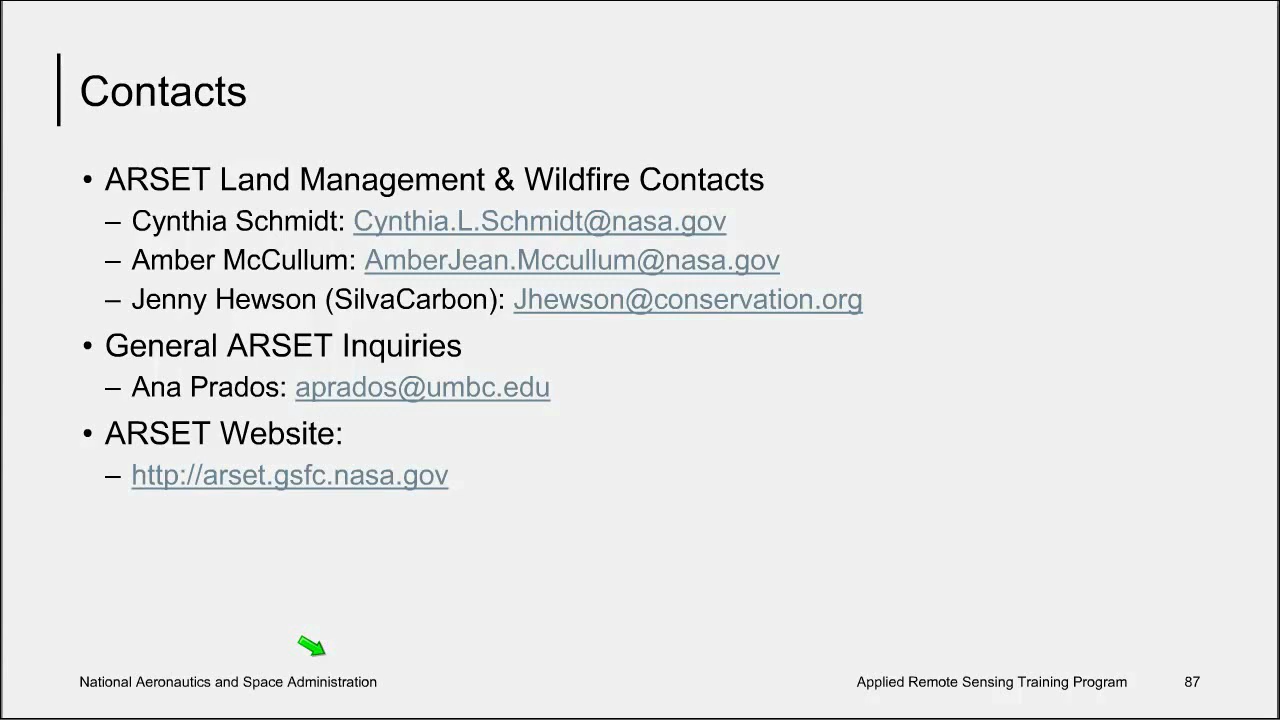 Contacts
• ARSET Land Management & Wildfire Contacts
– Cynthia Schmidt: Cynthia.L.Schmidt@nasa.gov
– Amber McCullum: AmberJean.Mccullum@nasa.gov
– Jenny Hewson (SilvaCarbon): Jhewson@conservation.org
• General ARSET Inquiries
– Ana Prados: aprados@umbc.edu
• ARSET Website:
– http://arset.gsfc.nasa.gov
National Aeronautics and Space Administration
Applied Remote Sensing Training Program
87